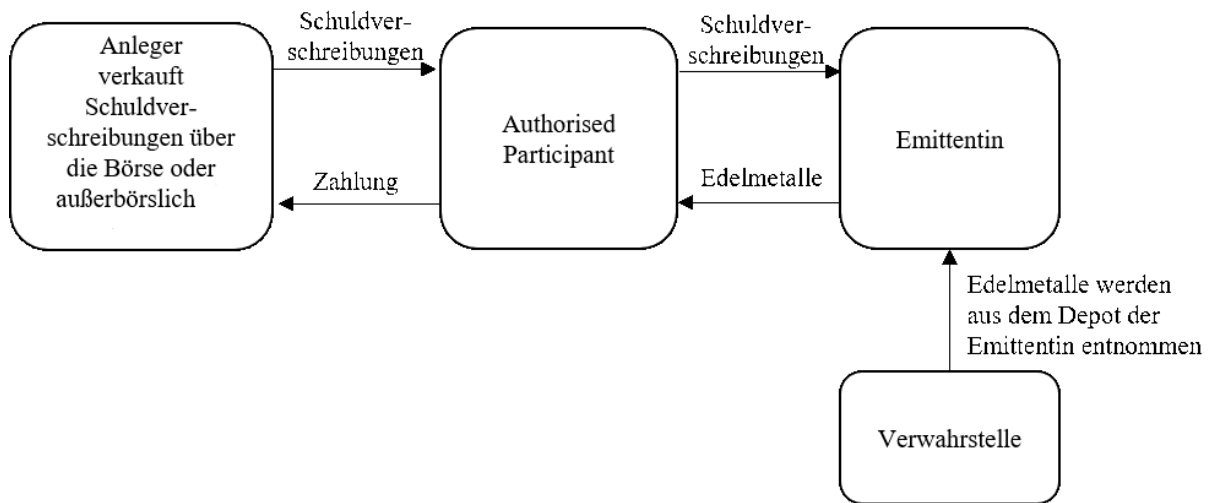 Anleger
verkauft
Schuldver-
schreibungen über
die Börse oder
außerbörslich
Schuldver-
schreibungen
Zahlung
Authorised
Participant
Schuldver-
schreibungen
Edelmetalle
Emittentin
Edelmetalle werden
aus dem Depot der
Emittentin entnommen
Verwahrstelle